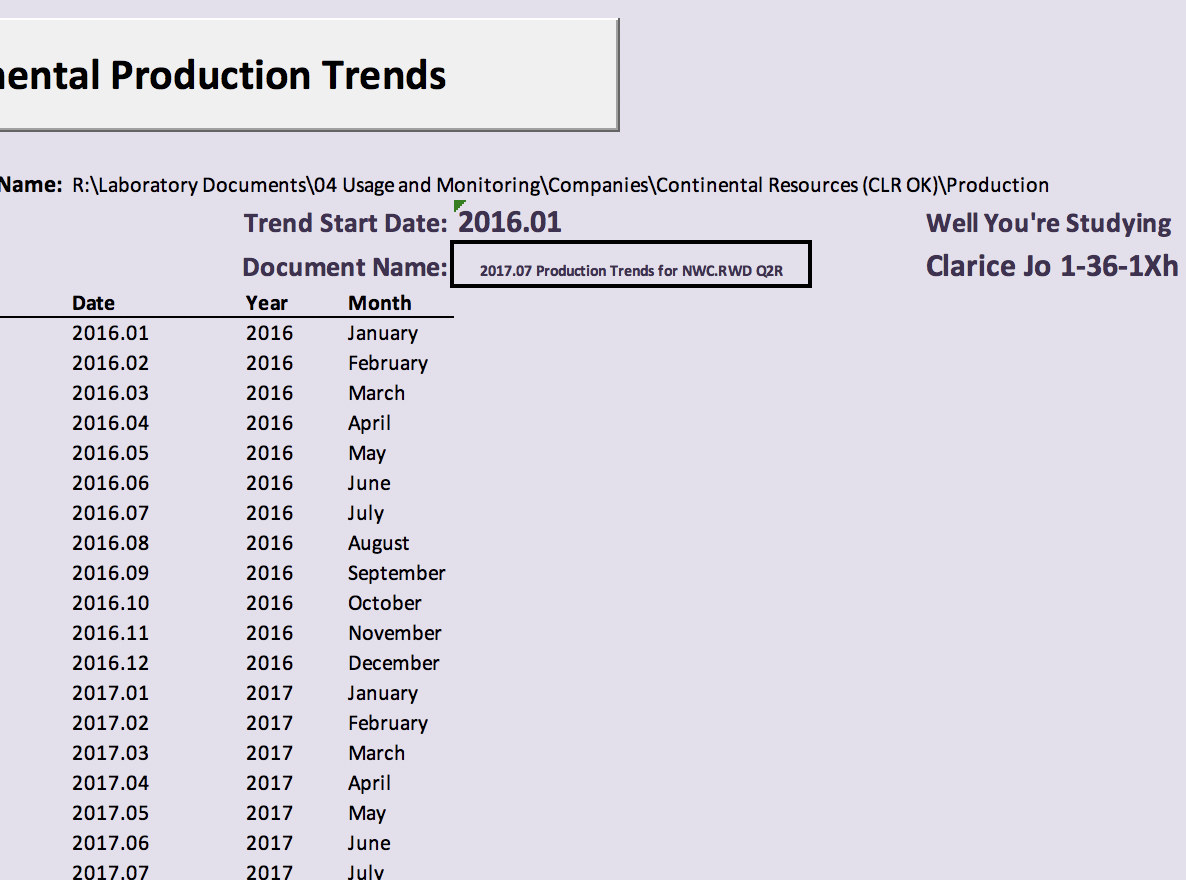 nental Production Trends
Name: R:\Laboratory Documents\04 Usage and Monitoring\Companies\Continental Resources (CLR OK)\Production
Trend Start Date: 2016.01 Well You're Studying
Document Name: 2017.07 Production Trends for NWC.RWD Q2R Clarice Jo 1-36-1Xh
Date Year Month
2016.01 2016 January
2016.02 2016 February
2016.03 2016 March
2016.04 2016 April
2016.05 2016 May
2016.06 2016 June
2016.07 2016 July
2016.08 2016 August
2016.09 2016 September
2016.10 2016 October
2016.11 2016 November
2016.12 2016 December
2017.01 2017 January
2017.02 2017 February
2017.03 2017 March
2017.04 2017 April
2017.05 2017 May
2017.06 2017 June
2017.07 2017 July